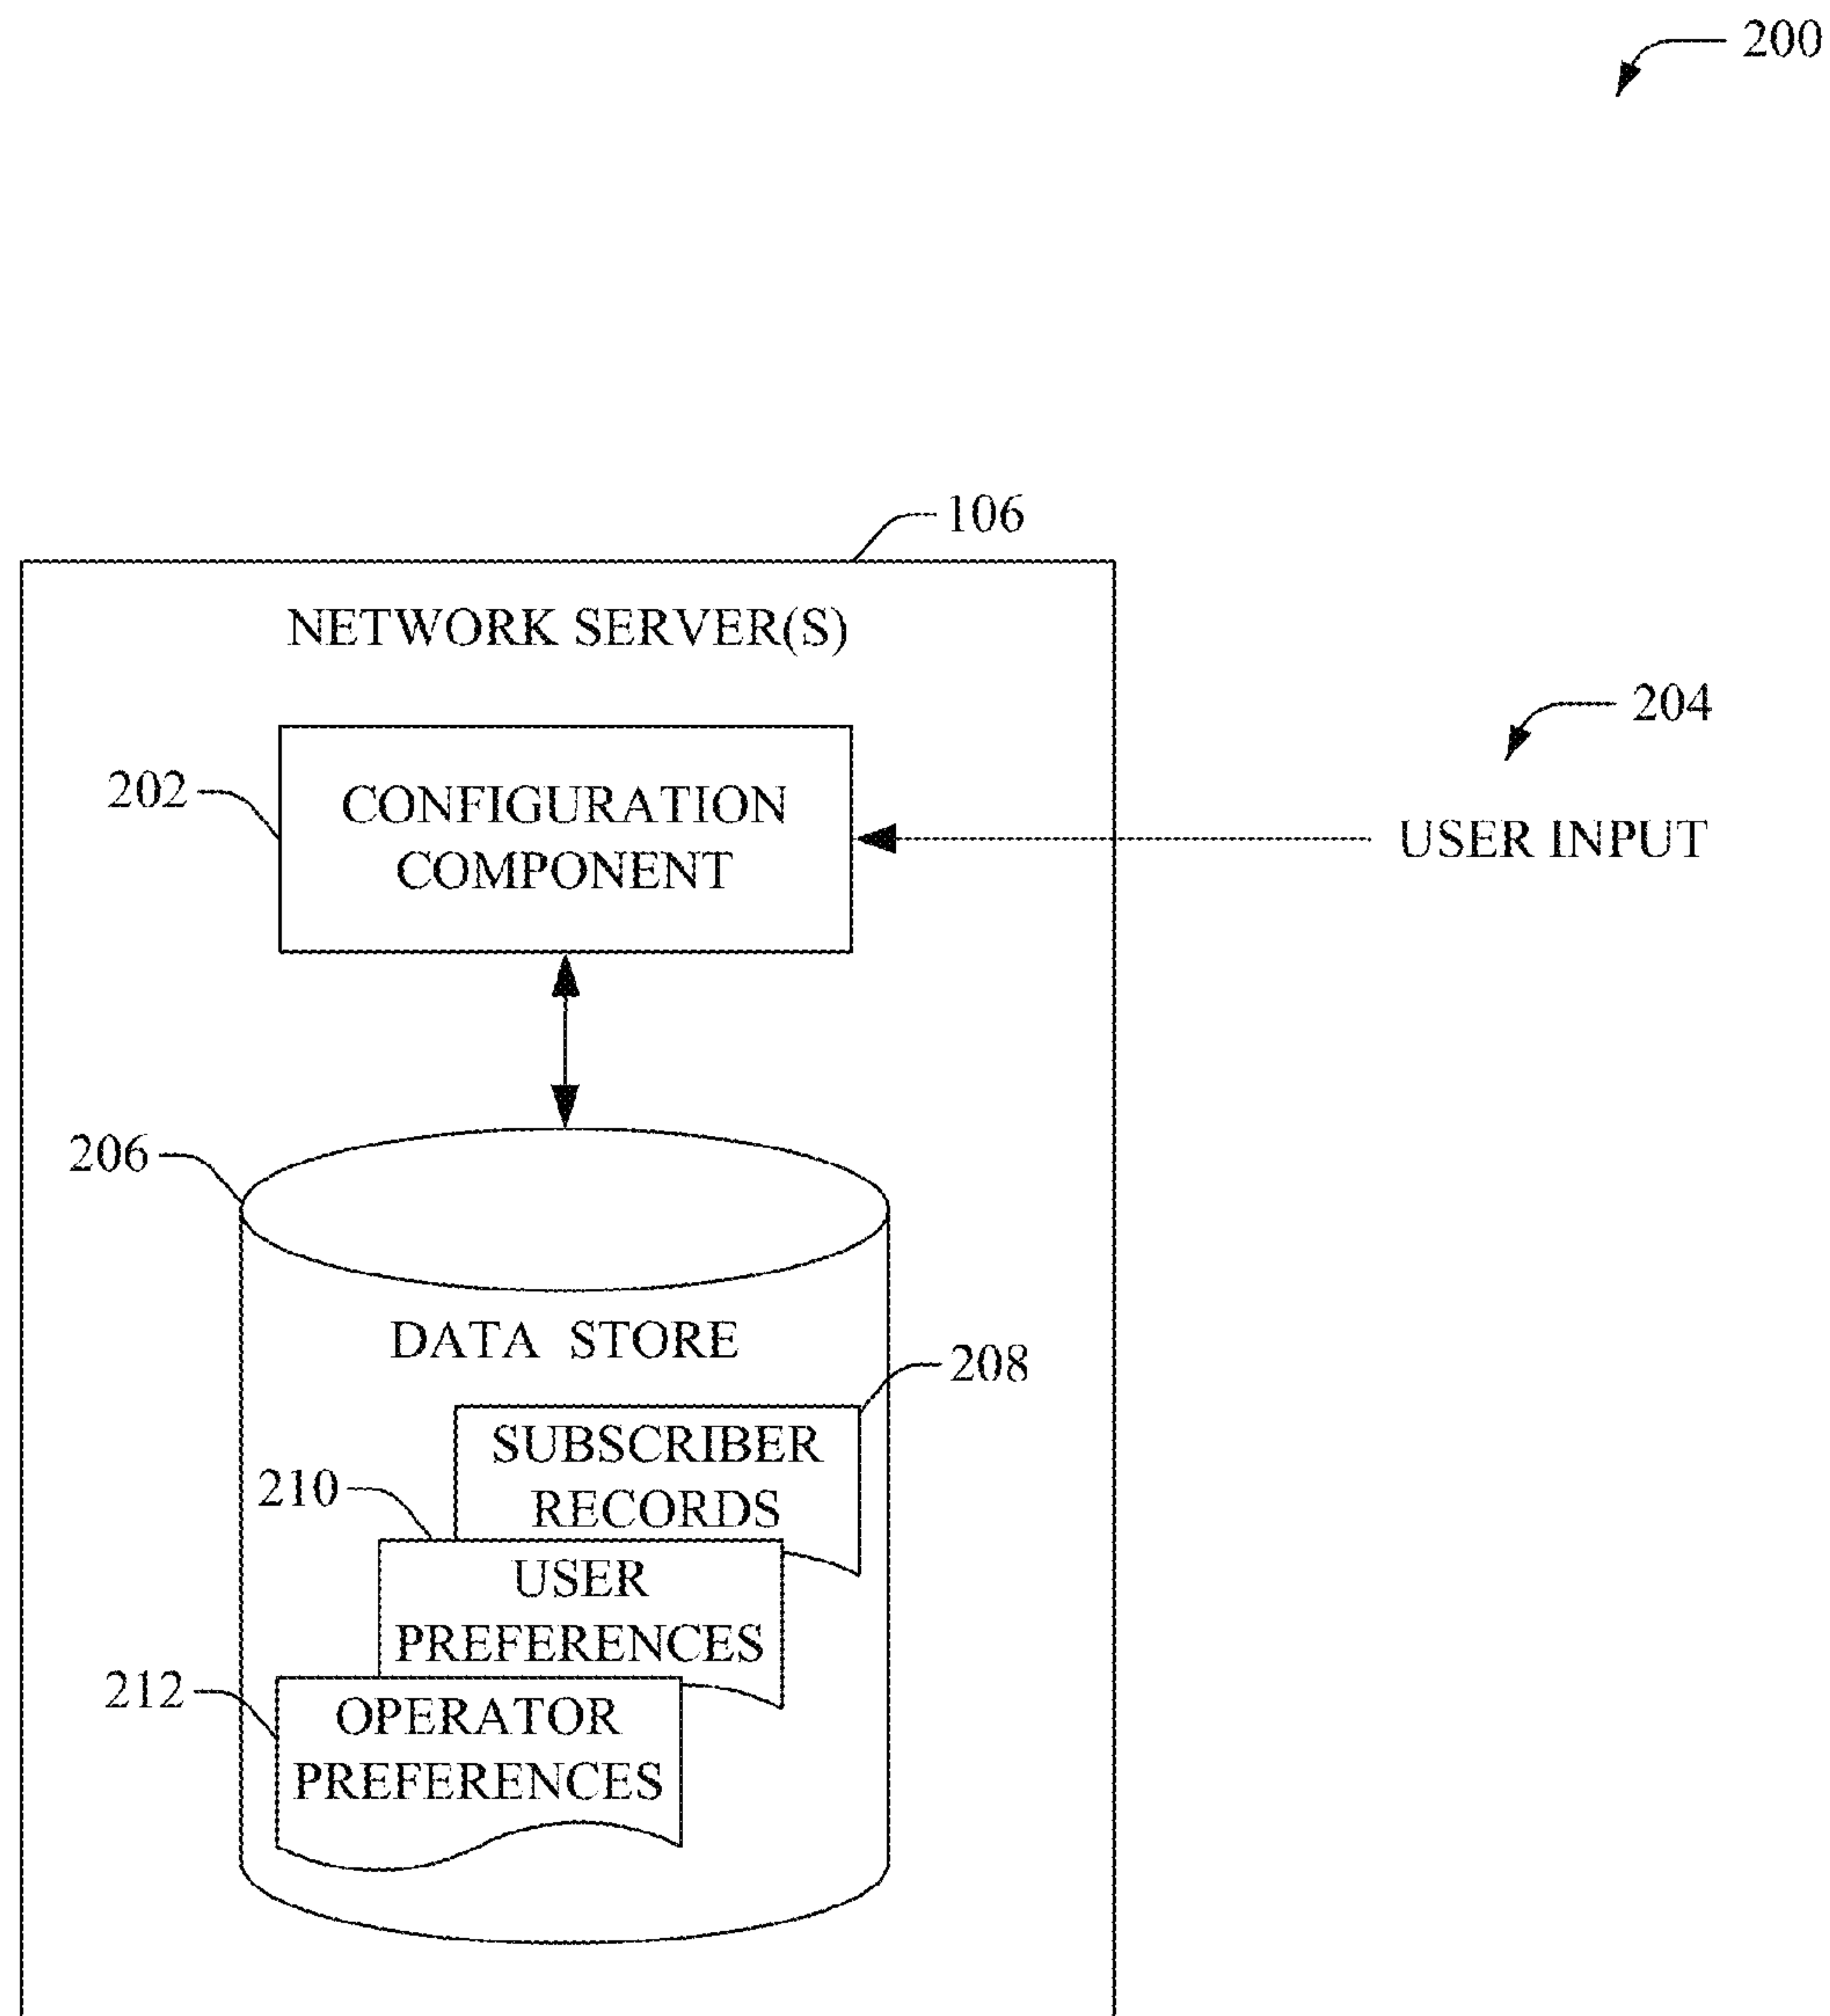 200
106
NETWORK SERVER(S)
204
202
CONFIGURATION
COMPONENT
USER INPUT
206
DATA STORE
208
SUBSCRIBER
RECORDS
210
USER
PREFERENCES
212
OPERATOR
PREFERENCES